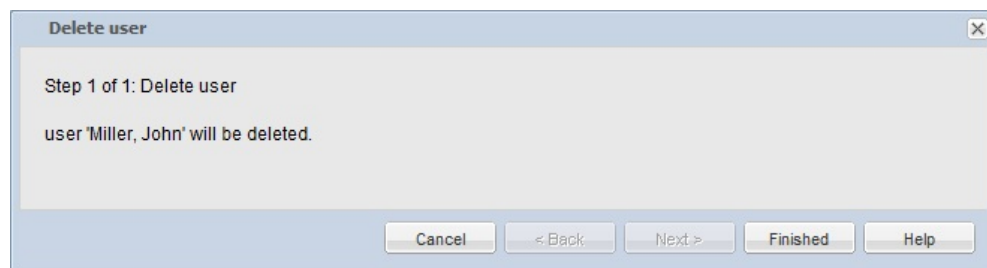 Delete user
Step 1 of 1: Delete user
user 'Miller, John' will be deleted.
Cancel < Back Next > Finished Help